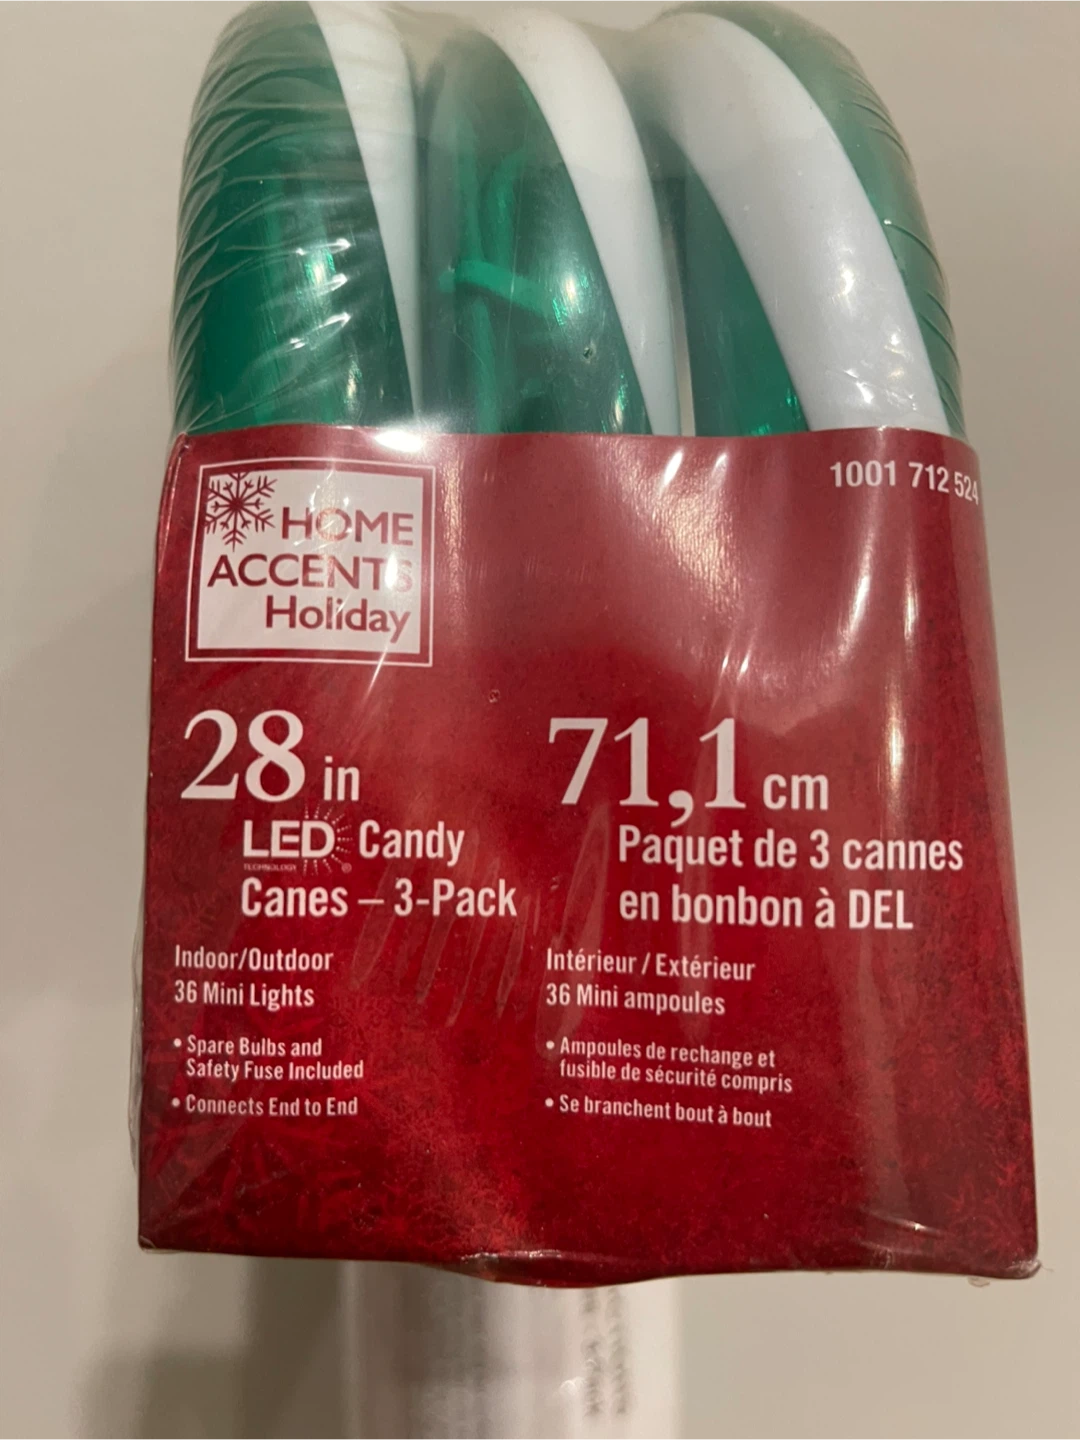 1001 712 524
HOME
ACCENTS
Holiday
28 in
LED Candy
TECHNOLOGY
Canes – 3-Pack
Indoor/Outdoor
36 Mini Lights
• Spare Bulbs and
Safety Fuse Included
• Connects End to End
71,1 cm
Paquet de 3 cannes
en bonbon à DEL
Intérieur / Extérieur
36 Mini ampoules
• Ampoules de rechange et
fusible de sécurité compris
• Se branchent bout à bout